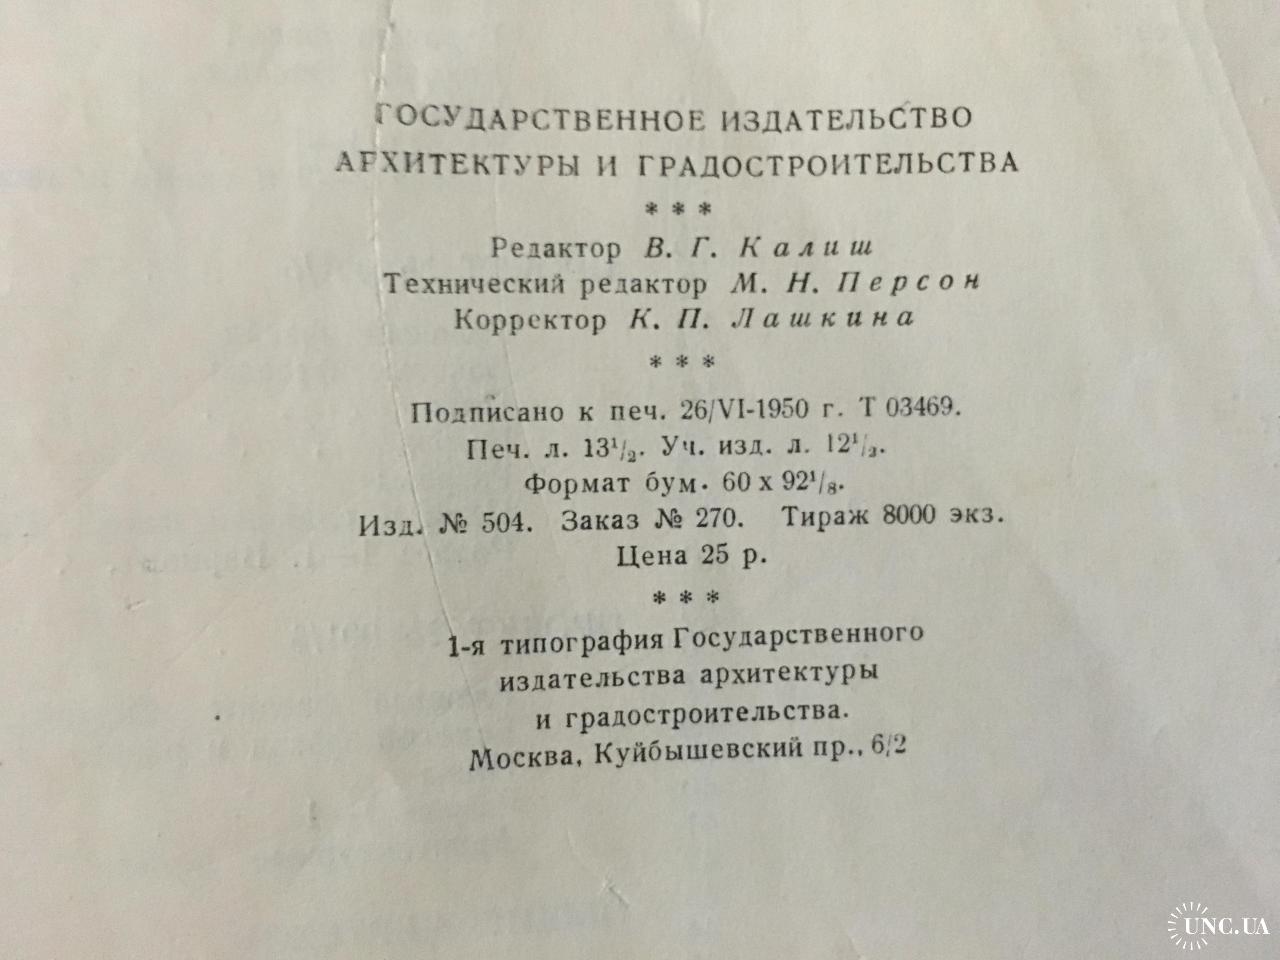 ГОСУДАРСТВЕННОЕ ИЗДАТЕЛЬСТВО
АРХИТЕКТУРЫ И ГРАДОСТРОИТЕЛЬСТВА
* * *
Редактор В. Г. Калиш
Технический редактор М. Н. Персон
Корректор К. П. Лашкина
* * *
Подписано к печ. 26/VI-1950 г. Т 03469.
Печ. л. 13¹/₂. Уч. изд. л. 12¹/₂.
Формат бум. 60 x 92¹/₈.
Изд. № 504. Заказ № 270. Тираж 8000 экз.
Цена 25 р.
* * *
1-я типография Государственного
издательства архитектуры
и градостроительства.
Москва, Куйбышевский пр., 6/2
UNC.UA